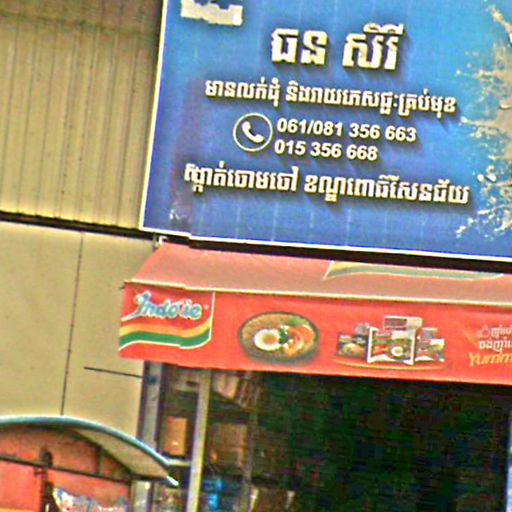 ធន សិរី
មានលក់ដុំ និងរាយភេសជ្ជៈគ្រប់មុខ
061/081 356 663
015 356 668
ស្កាត់ចោមចៅ ខណ្ឌពោធិ៍សែនជ័យ
Indomie